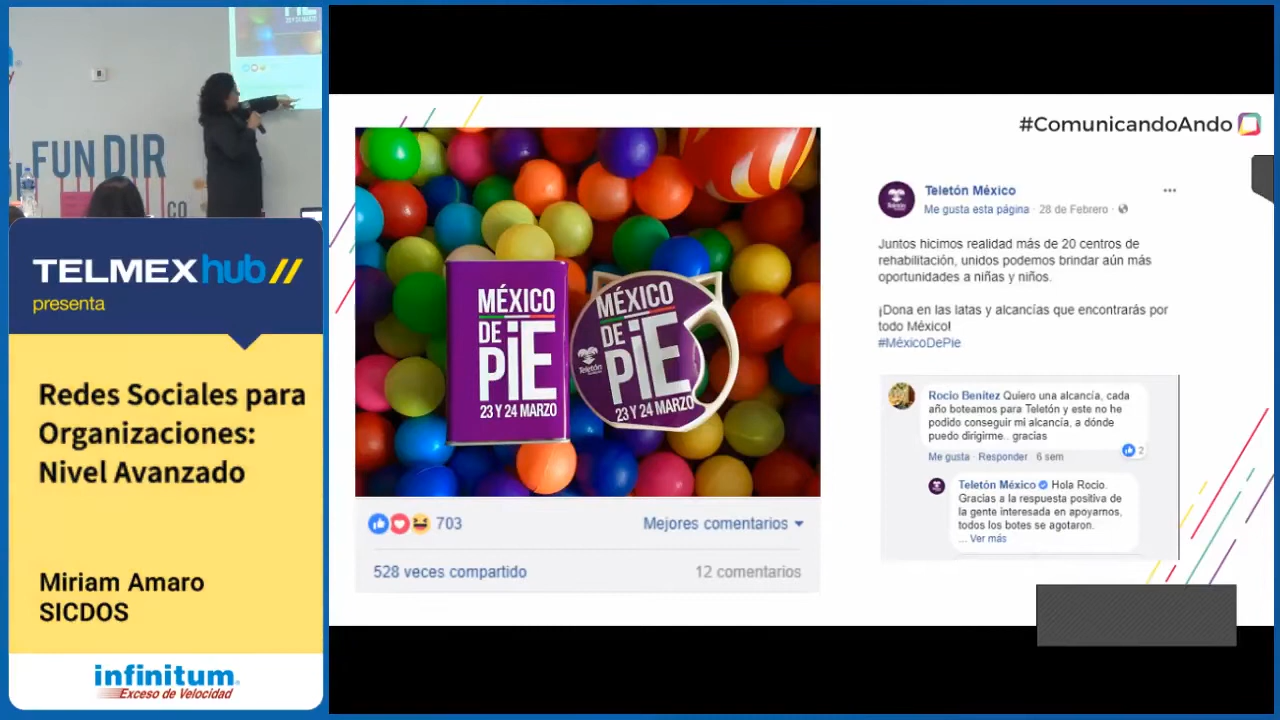 FUNDIR
CO
TELMEXhub//
presenta
Redes Sociales para
Organizaciones:
Nivel Avanzado
Miriam Amaro
SICDOS
infinitum
Exceso de Velocidad
#ComunicandoAndo
MÉXICO
DE PiE
23 Y 24 MARZO
MÉXICO
DE PiE
Teletón
23 Y 24 MARZO
703
Mejores comentarios
528 veces compartido
12 comentarios
Teletón México
Me gusta esta página · 28 de Febrero ·
Juntos hicimos realidad más de 20 centros de
rehabilitación, unidos podemos brindar aún más
oportunidades a niñas y niños.
¡Dona en las latas y alcancías que encontrarás por
todo México!
#MéxicoDePie
Rocio Benitez Quiero una alcancía, cada
año boteamos para Teletón y este no he
podido conseguir mi alcancía, a dónde
puedo dirigirme.. gracias
2
Me gusta · Responder · 6 sem
Teletón México Hola Rocio.
Gracias a la respuesta positiva de
la gente interesada en apoyarnos,
todos los botes se agotaron.
... Ver más